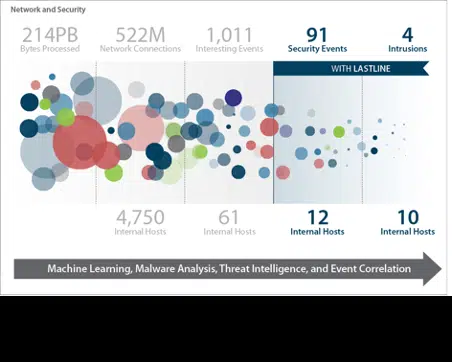 Network and Security
214PB
Bytes Processed
522M
Network Connections
1,011
Interesting Events
91
Security Events
4
Intrusions
WITH LASTLINE
4,750
Internal Hosts
61
Internal Hosts
12
Internal Hosts
10
Internal Hosts
Machine Learning, Malware Analysis, Threat Intelligence, and Event Correlation